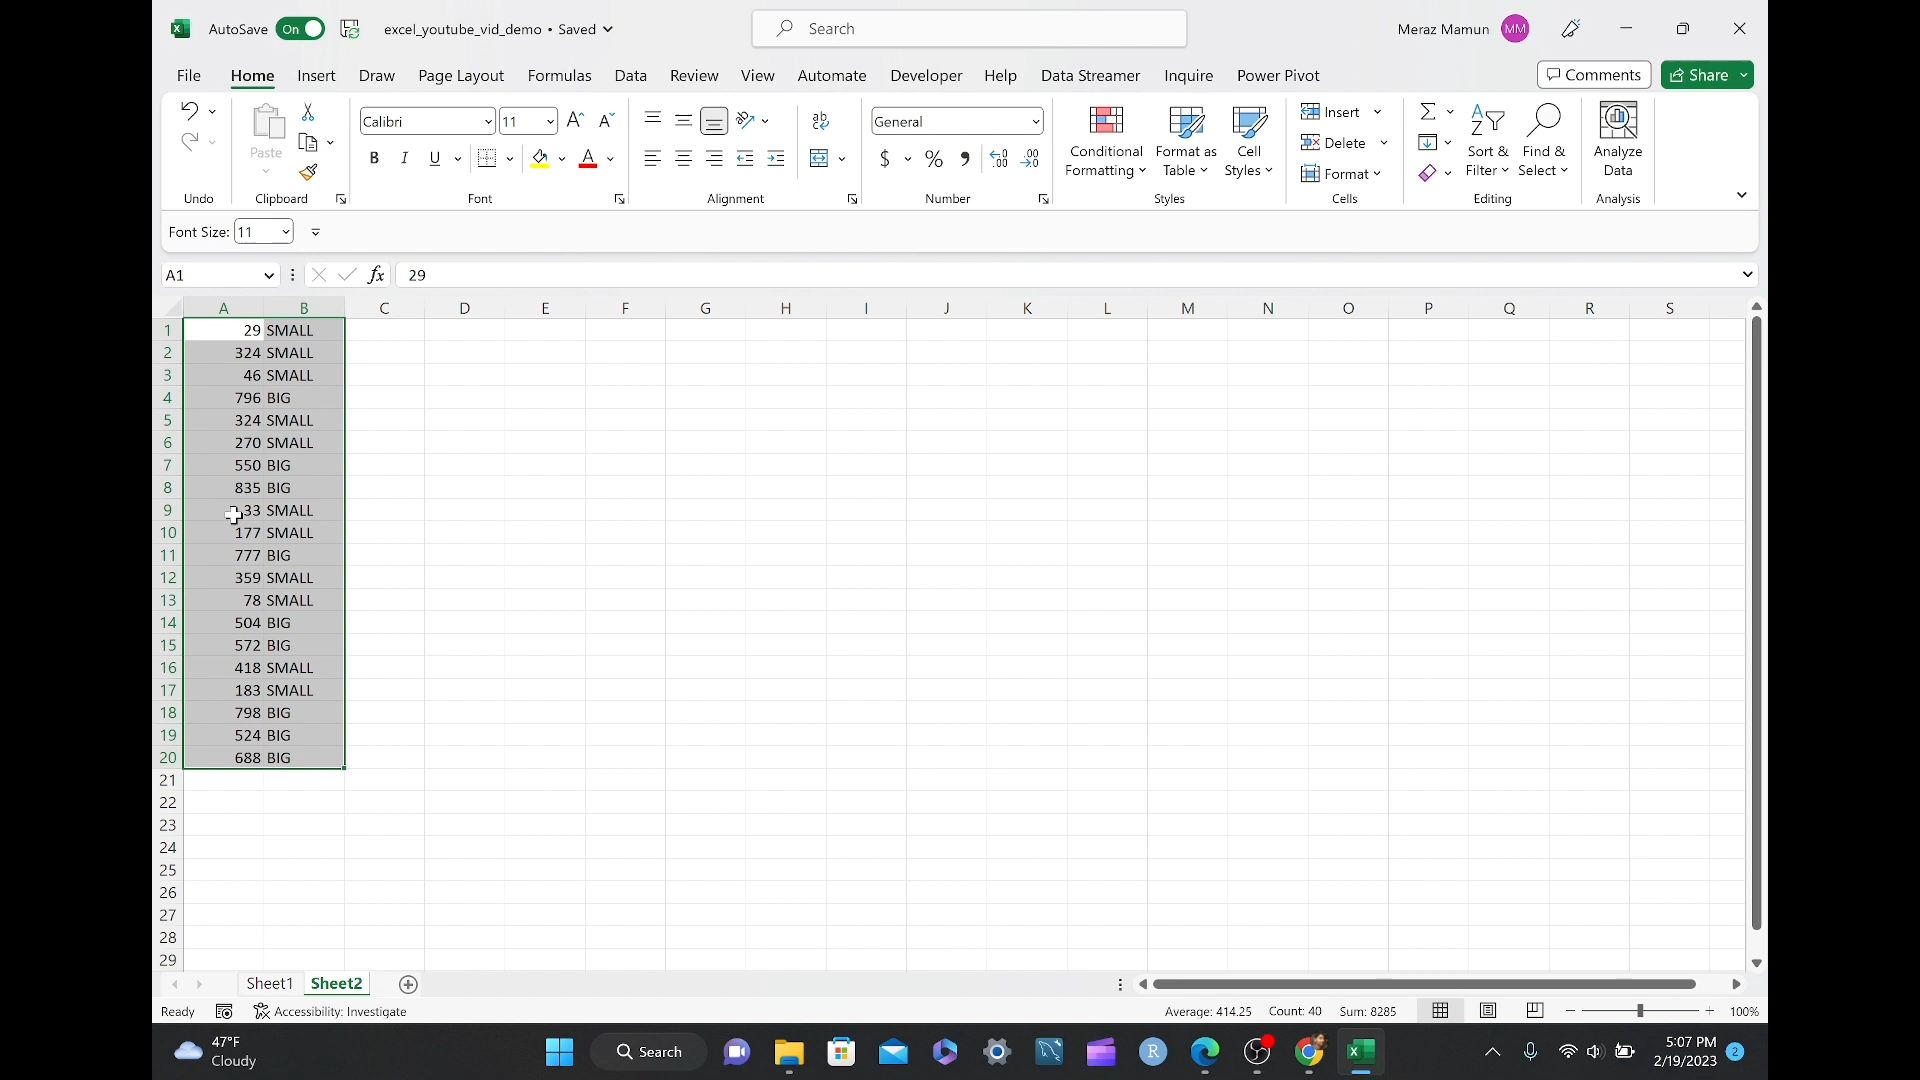 AutoSave On excel_youtube_vid_demo • Saved Search Meraz Mamun MM
File Home Insert Draw Page Layout Formulas Data Review View Automate Developer Help Data Streamer Inquire Power Pivot Comments Share
Paste Calibri 11 B I U General $ % Conditional Formatting Format as Table Cell Styles Insert Delete Format Sort & Filter Find & Select Analyze Data
Undo Clipboard Font Alignment Number Styles Cells Editing Analysis
Font Size: 11
A1 fx 29
A B C D E F G H I J K L M N O P Q R S
1 29 SMALL
2 324 SMALL
3 46 SMALL
4 796 BIG
5 324 SMALL
6 270 SMALL
7 550 BIG
8 835 BIG
9 33 SMALL
10 177 SMALL
11 777 BIG
12 359 SMALL
13 78 SMALL
14 504 BIG
15 572 BIG
16 418 SMALL
17 183 SMALL
18 798 BIG
19 524 BIG
20 688 BIG
21
22
23
24
25
26
27
28
29
Sheet1 Sheet2
Ready Accessibility: Investigate Average: 414.25 Count: 40 Sum: 8285 100%
47°F Search 5:07 PM
Cloudy 2/19/2023 2